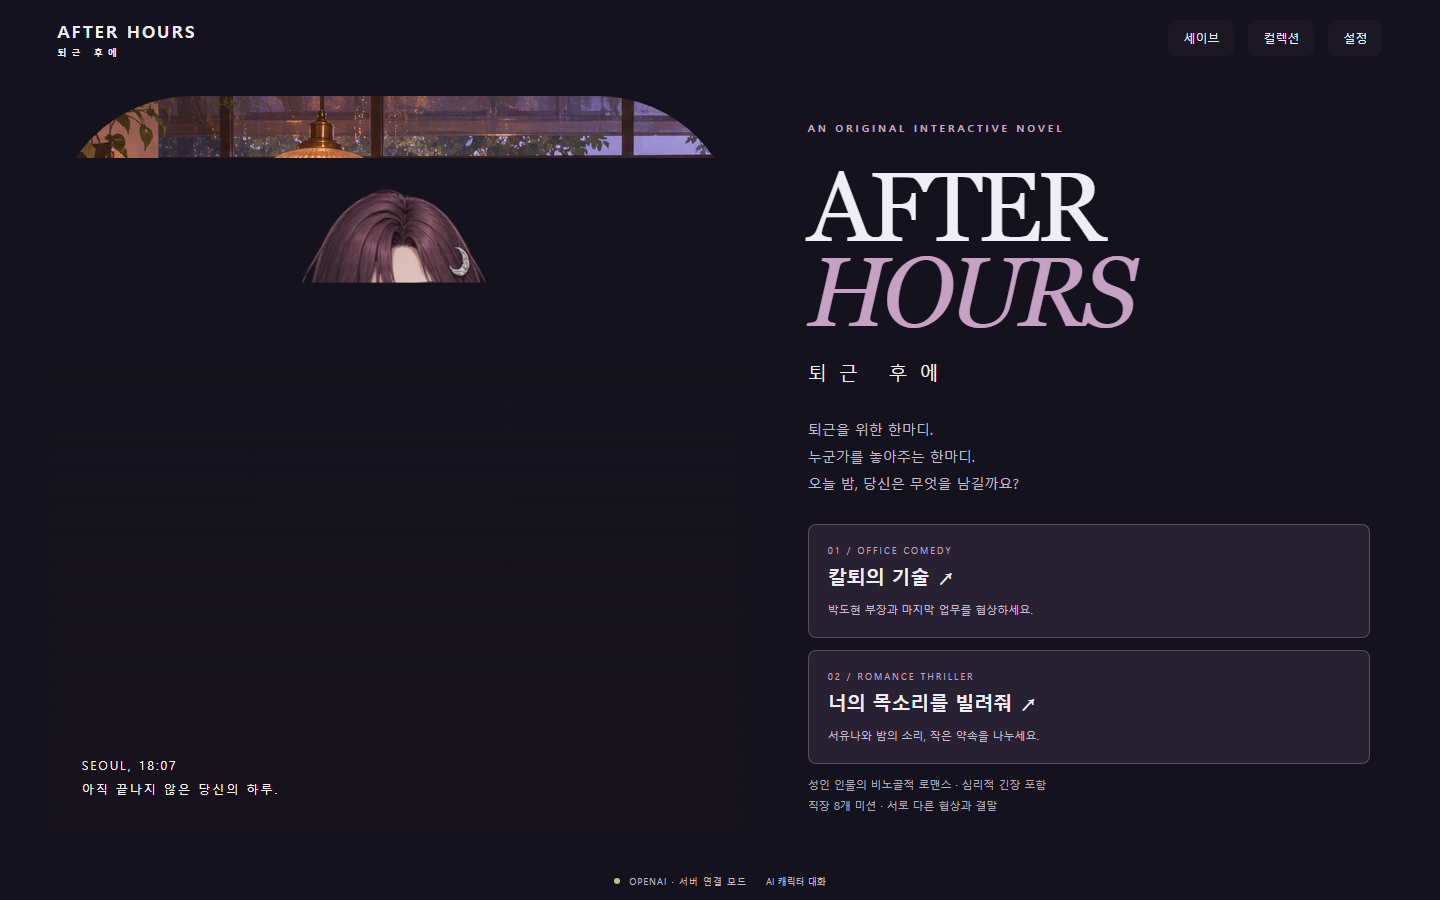 AFTER HOURS
퇴근 후에
세이브
컬렉션
설정
AN ORIGINAL INTERACTIVE NOVEL
AFTER
HOURS
퇴근 후에
퇴근을 위한 한마디.
누군가를 놓아주는 한마디.
오늘 밤, 당신은 무엇을 남길까요?
01 / OFFICE COMEDY
칼퇴의 기술 ↗
박도현 부장과 마지막 업무를 협상하세요.
02 / ROMANCE THRILLER
너의 목소리를 빌려줘 ↗
서유나와 밤의 소리, 작은 약속을 나누세요.
성인 인물의 비노골적 로맨스 · 심리적 긴장 포함
직장 8개 미션 · 서로 다른 협상과 결말
SEOUL, 18:07
아직 끝나지 않은 당신의 하루.
OPENAI · 서버 연결 모드
AI 캐릭터 대화